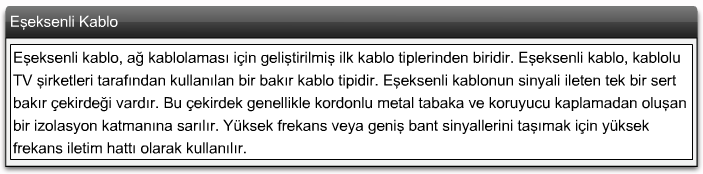 Eşeksenli Kablo
Eşeksenli kablo, ağ kablolaması için geliştirilmiş ilk kablo tiplerinden biridir. Eşeksenli kablo, kablolu
TV şirketleri tarafından kullanılan bir bakır kablo tipidir. Eşeksenli kablonun sinyali ileten tek bir sert
bakır çekirdeği vardır. Bu çekirdek genellikle kordonlu metal tabaka ve koruyucu kaplamadan oluşan
bir izolasyon katmanına sarılır. Yüksek frekans veya geniş bant sinyallerini taşımak için yüksek
frekans iletim hattı olarak kullanılır.